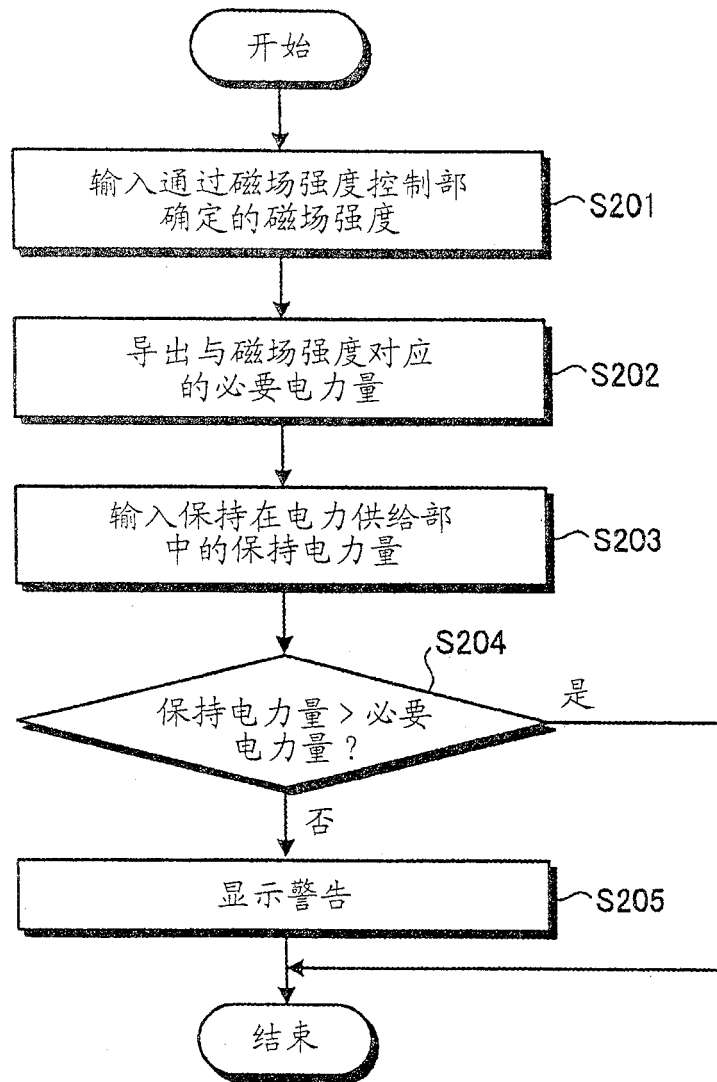 开始
输入通过磁场强度控制部
确定的磁场强度
S201
导出与磁场强度对应
的必要电力量
S202
输入保持在电力供给部
中的保持电力量
S203
S204
保持电力量>必要
电力量?
是
否
显示警告
S205
结束